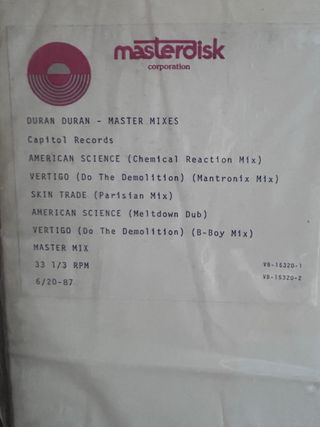 masterdisk
corporation
DURAN DURAN - MASTER MIXES
Capitol Records
AMERICAN SCIENCE (Chemical Reaction Mix)
VERTIGO (Do The Demolition) (Mantronix Mix)
SKIN TRADE (Parisian Mix)
AMERICAN SCIENCE (Meltdown Dub)
VERTIGO (Do The Demolition) (B-Boy Mix)
MASTER MIX
33 1/3 RPM VB-15320-1
6/20-87 VB-15320-2